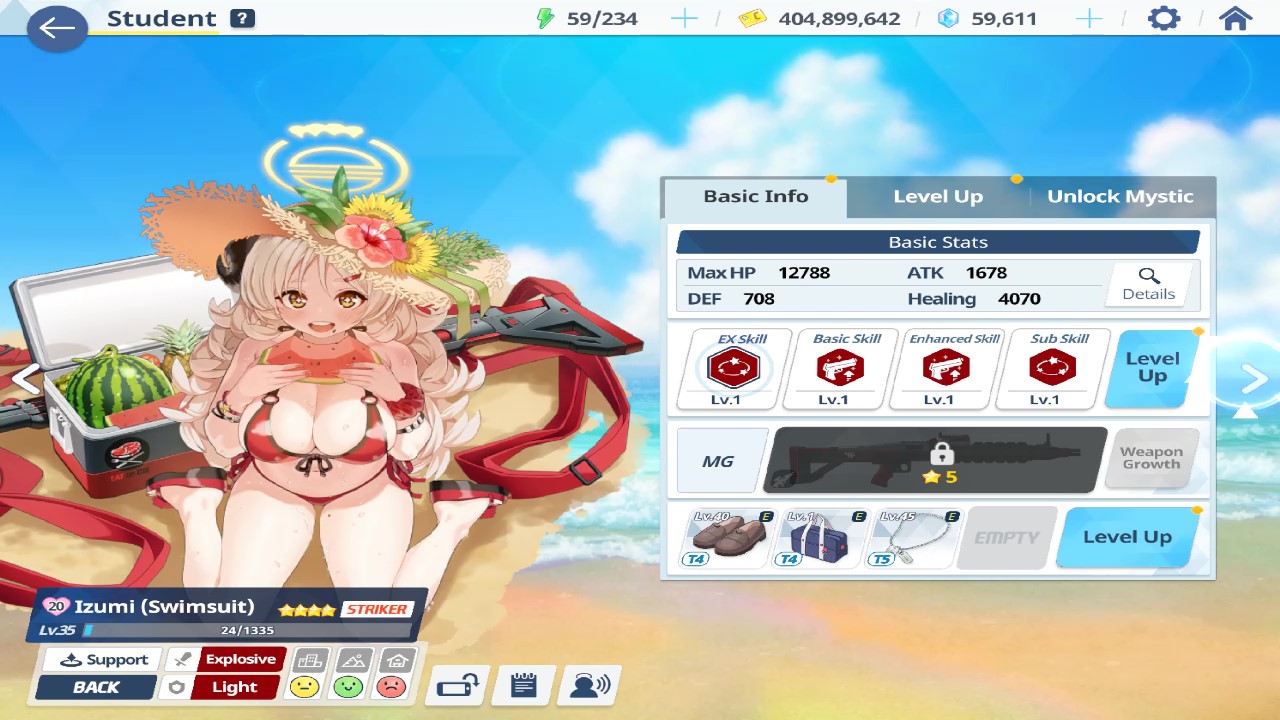 Student ?
59/234
404,899,642
59,611
Basic Info
Level Up
Unlock Mystic
Basic Stats
Max HP 12788
ATK 1678
DEF 708
Healing 4070
Details
EX Skill
Lv.1
Basic Skill
Lv.1
Enhanced Skill
Lv.1
Sub Skill
Lv.1
Level
Up
MG
5
Weapon
Growth
Lv.40 E
T4
Lv.1 E
T4
Lv.45 E
T5
EMPTY
Level Up
20 Izumi (Swimsuit)
STRIKER
Lv.35
24/1335
Support
Explosive
BACK
Light